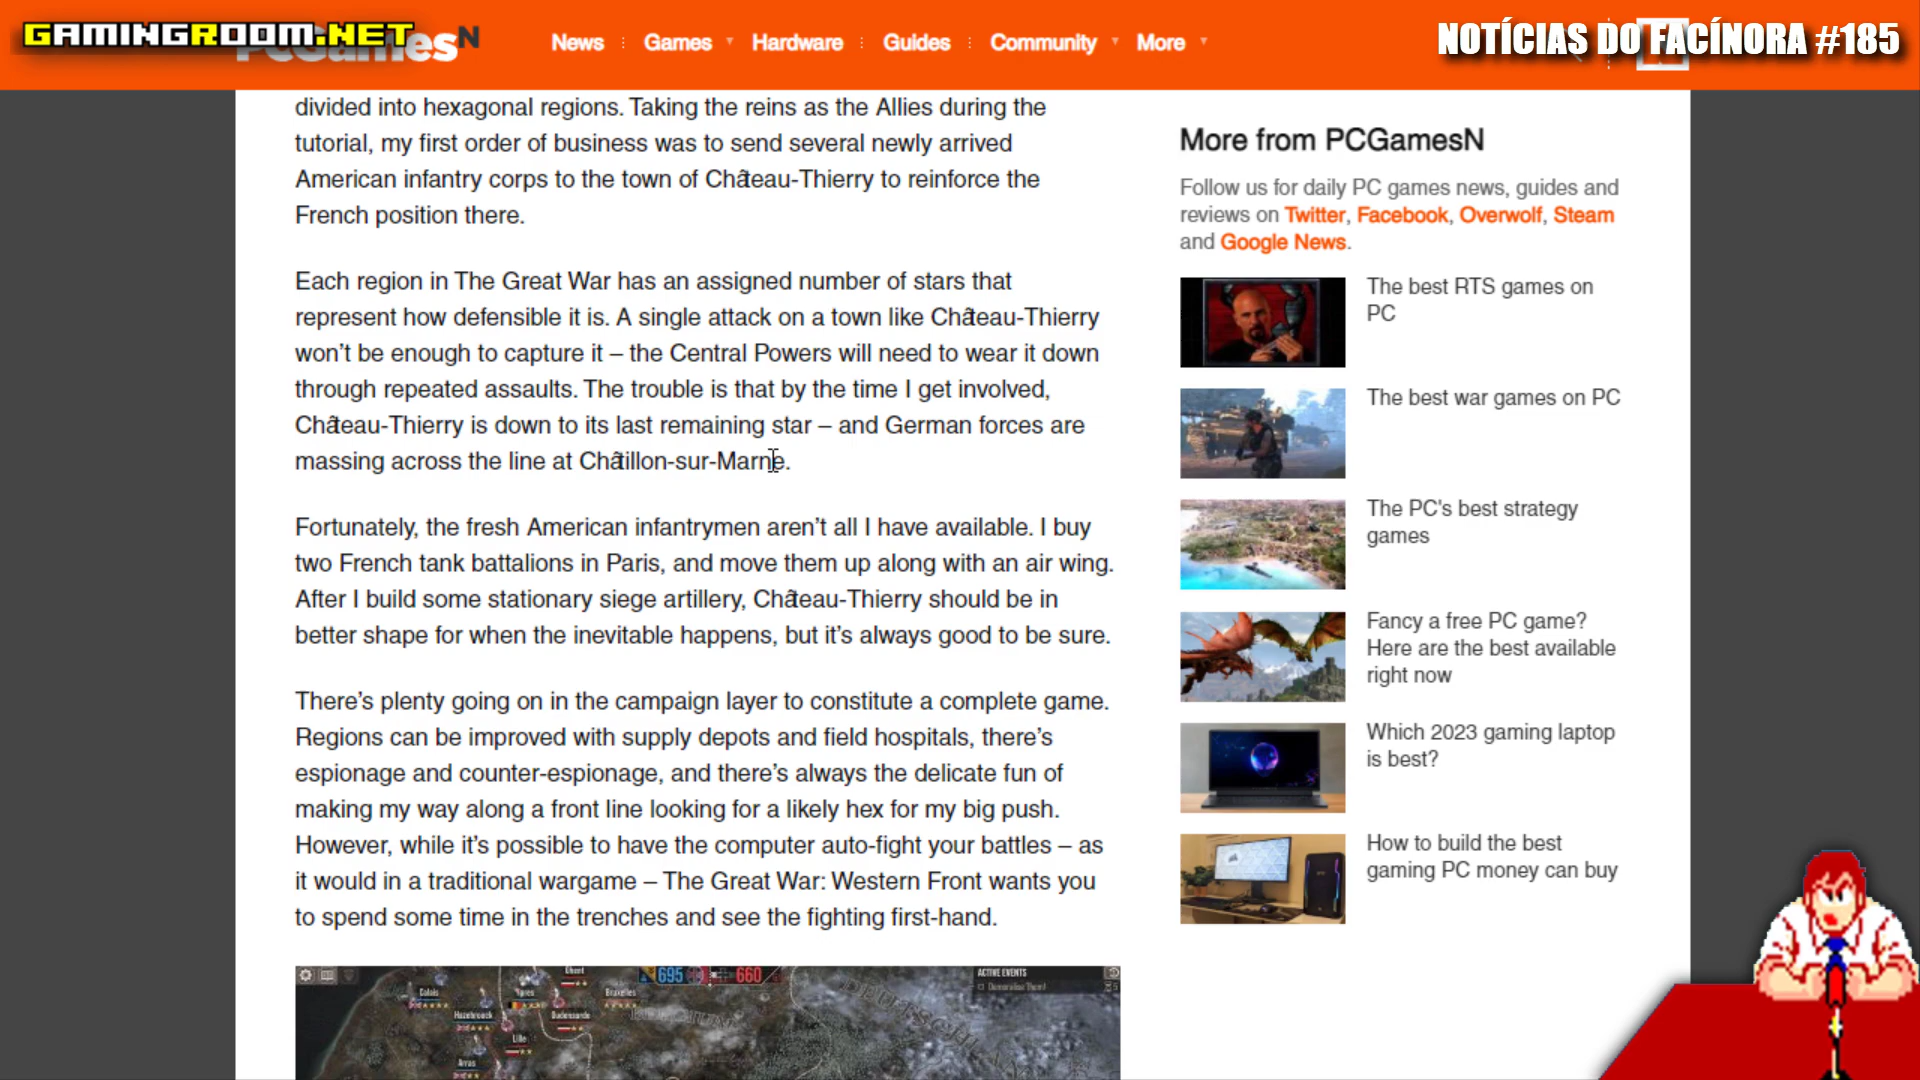 GAMINGROOM.NET
PCGamesN
News
Games
Hardware
Guides
Community
More
NOTÍCIAS DO FACÍNORA #185
divided into hexagonal regions. Taking the reins as the Allies during the
tutorial, my first order of business was to send several newly arrived
American infantry corps to the town of Château-Thierry to reinforce the
French position there.
Each region in The Great War has an assigned number of stars that
represent how defensible it is. A single attack on a town like Château-Thierry
won’t be enough to capture it – the Central Powers will need to wear it down
through repeated assaults. The trouble is that by the time I get involved,
Château-Thierry is down to its last remaining star – and German forces are
massing across the line at Châtillon-sur-Marne.
Fortunately, the fresh American infantrymen aren’t all I have available. I buy
two French tank battalions in Paris, and move them up along with an air wing.
After I build some stationary siege artillery, Château-Thierry should be in
better shape for when the inevitable happens, but it’s always good to be sure.
There’s plenty going on in the campaign layer to constitute a complete game.
Regions can be improved with supply depots and field hospitals, there’s
espionage and counter-espionage, and there’s always the delicate fun of
making my way along a front line looking for a likely hex for my big push.
However, while it’s possible to have the computer auto-fight your battles – as
it would in a traditional wargame – The Great War: Western Front wants you
to spend some time in the trenches and see the fighting first-hand.
695
660
ACTIVE EVENTS
Demoralise Them!
Ghent
Calais
Ypres
Bruxelles
Hazebrouck
Oudenaarde
Lille
Arras
More from PCGamesN
Follow us for daily PC games news, guides and
reviews on Twitter, Facebook, Overwolf, Steam
and Google News.
The best RTS games on
PC
The best war games on PC
The PC's best strategy
games
Fancy a free PC game?
Here are the best available
right now
Which 2023 gaming laptop
is best?
How to build the best
gaming PC money can buy